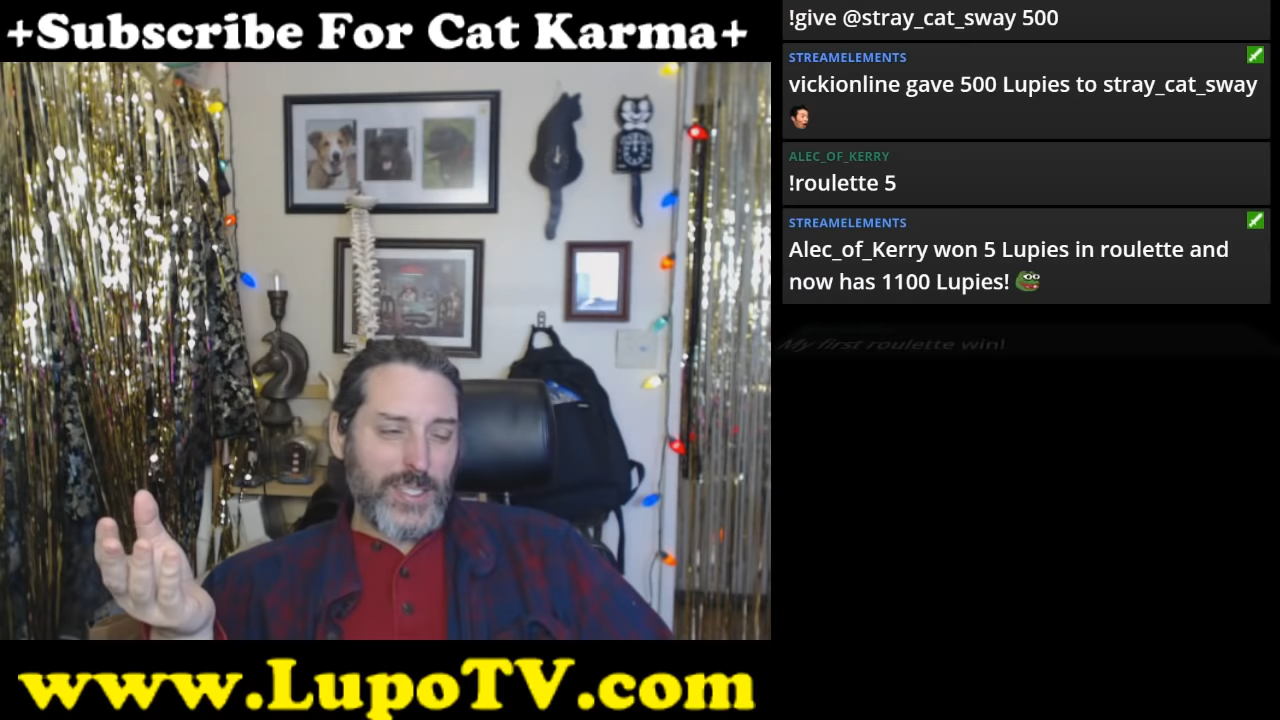 +Subscribe For Cat Karma+
!give @stray_cat_sway 500
STREAMELEMENTS
vickionline gave 500 Lupies to stray_cat_sway
ALEC_OF_KERRY
!roulette 5
STREAMELEMENTS
Alec_of_Kerry won 5 Lupies in roulette and
now has 1100 Lupies!
My first roulette win!
www.LupoTV.com